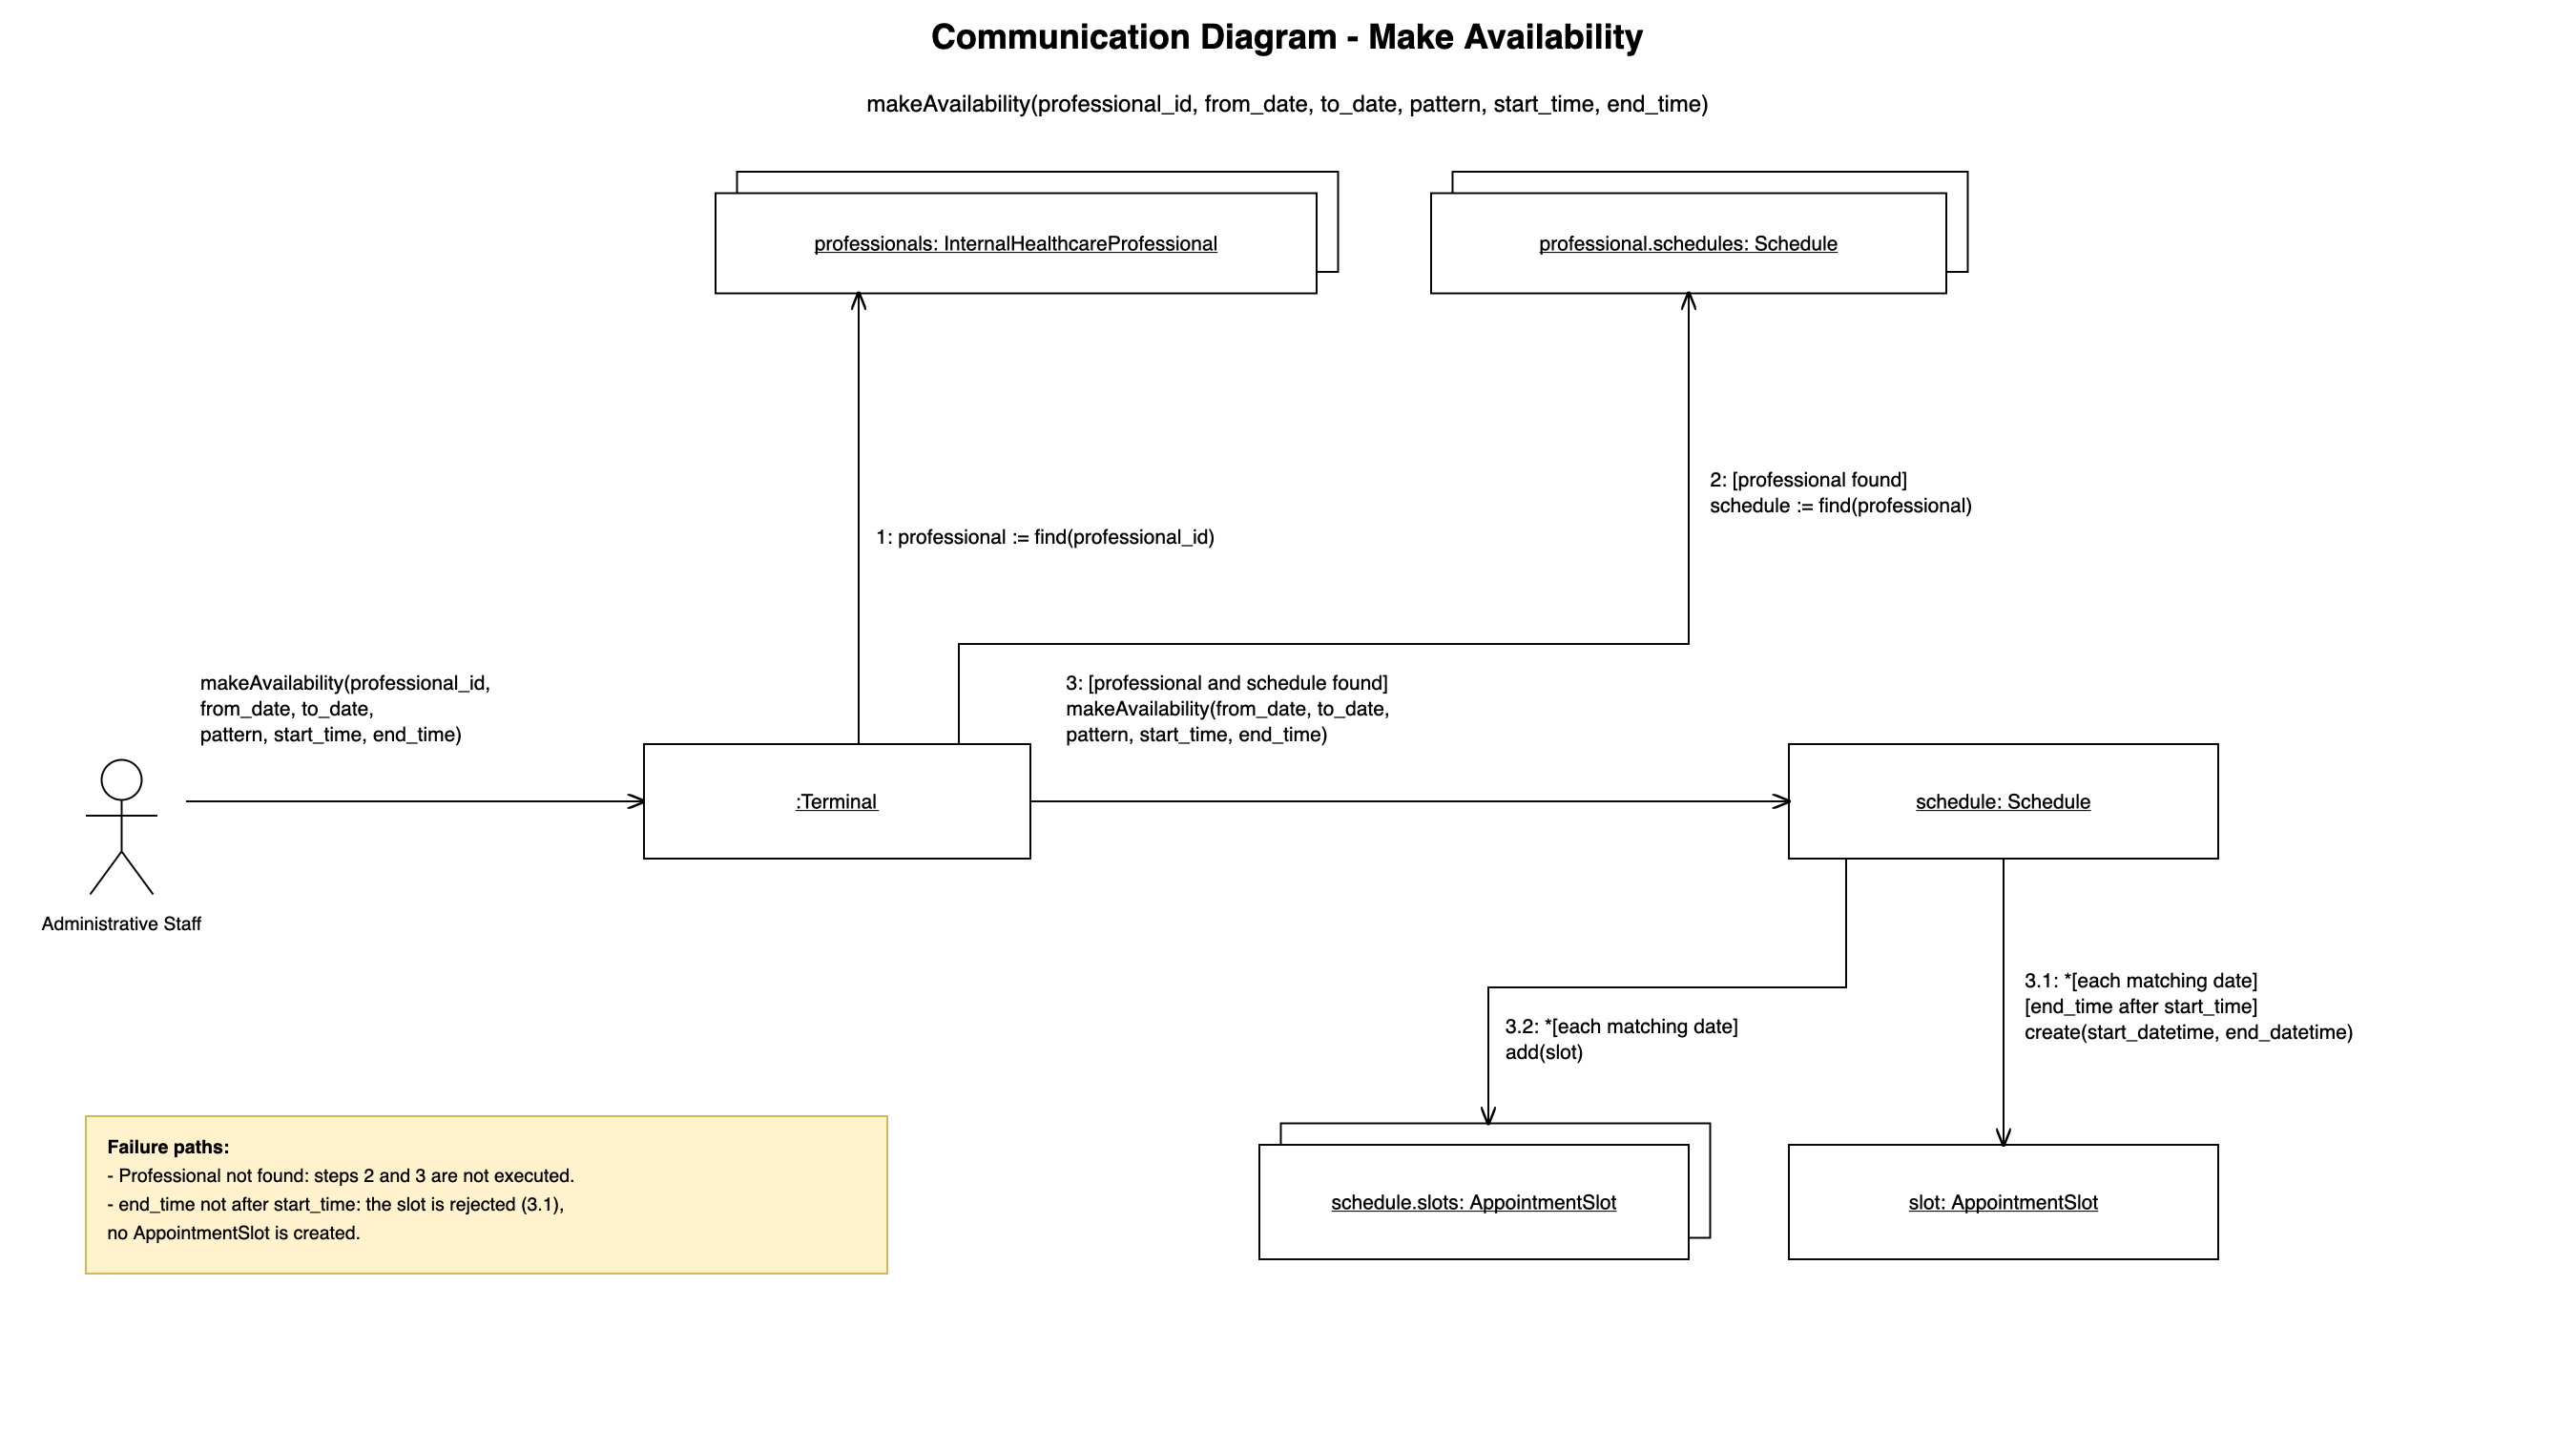 Communication Diagram - Make Availability
makeAvailability(professional_id, from_date, to_date, pattern, start_time, end_time)
professionals: InternalHealthcareProfessional
professional.schedules: Schedule
2: [professional found]
schedule := find(professional)
1: professional := find(professional_id)
makeAvailability(professional_id,
from_date, to_date,
pattern, start_time, end_time)
3: [professional and schedule found]
makeAvailability(from_date, to_date,
pattern, start_time, end_time)
:Terminal
schedule: Schedule
Administrative Staff
3.1: *[each matching date]
[end_time after start_time]
create(start_datetime, end_datetime)
3.2: *[each matching date]
add(slot)
Failure paths:
- Professional not found: steps 2 and 3 are not executed.
- end_time not after start_time: the slot is rejected (3.1),
no AppointmentSlot is created.
schedule.slots: AppointmentSlot
slot: AppointmentSlot